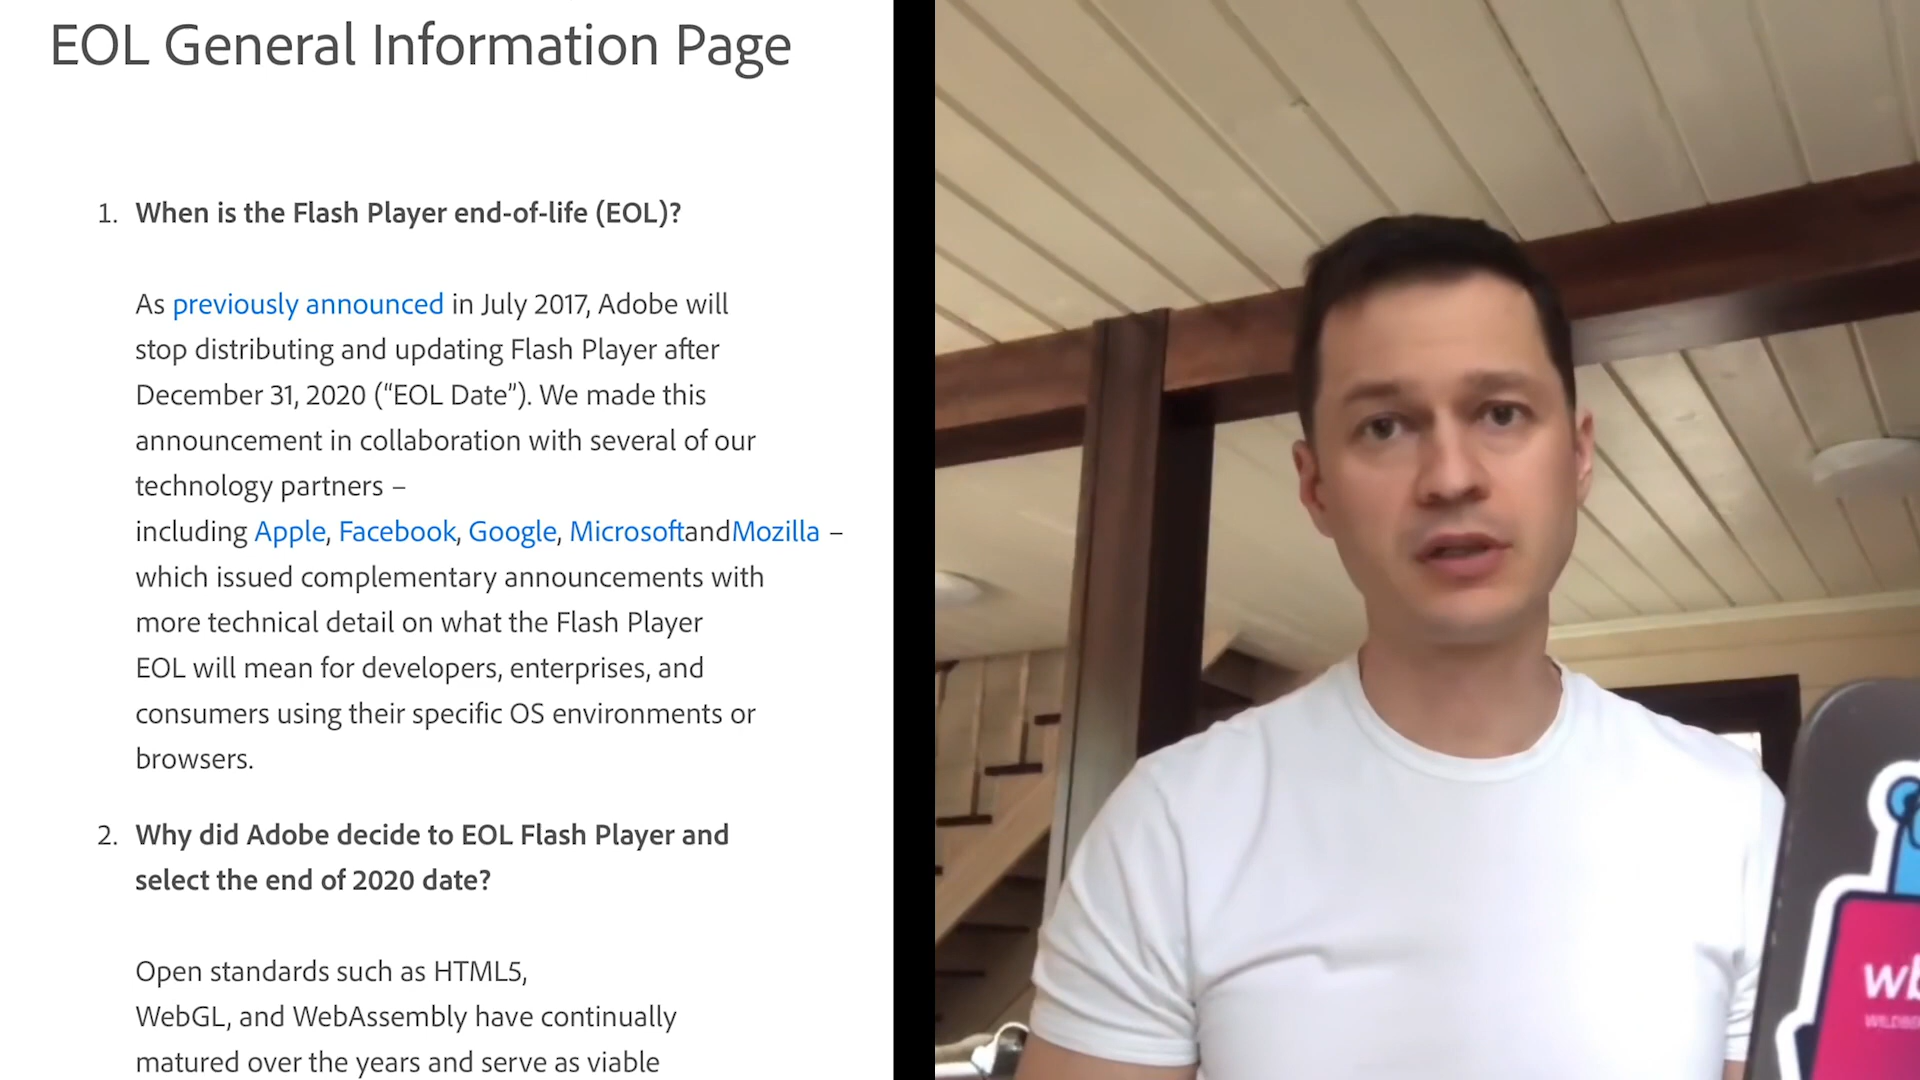 EOL General Information Page
1. When is the Flash Player end-of-life (EOL)?
As previously announced in July 2017, Adobe will
stop distributing and updating Flash Player after
December 31, 2020 (“EOL Date”). We made this
announcement in collaboration with several of our
technology partners –
including Apple, Facebook, Google, MicrosoftandMozilla –
which issued complementary announcements with
more technical detail on what the Flash Player
EOL will mean for developers, enterprises, and
consumers using their specific OS environments or
browsers.
2. Why did Adobe decide to EOL Flash Player and
select the end of 2020 date?
Open standards such as HTML5,
WebGL, and WebAssembly have continually
matured over the years and serve as viable
wb